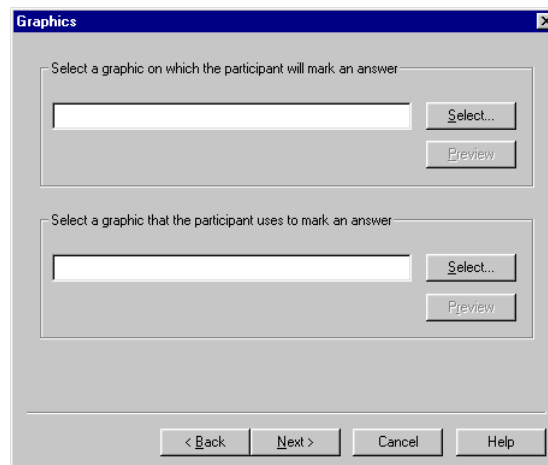 Graphics
Select a graphic on which the participant will mark an answer
Select...
Preview
Select a graphic that the participant uses to mark an answer
Select...
Preview
< Back
Next >
Cancel
Help